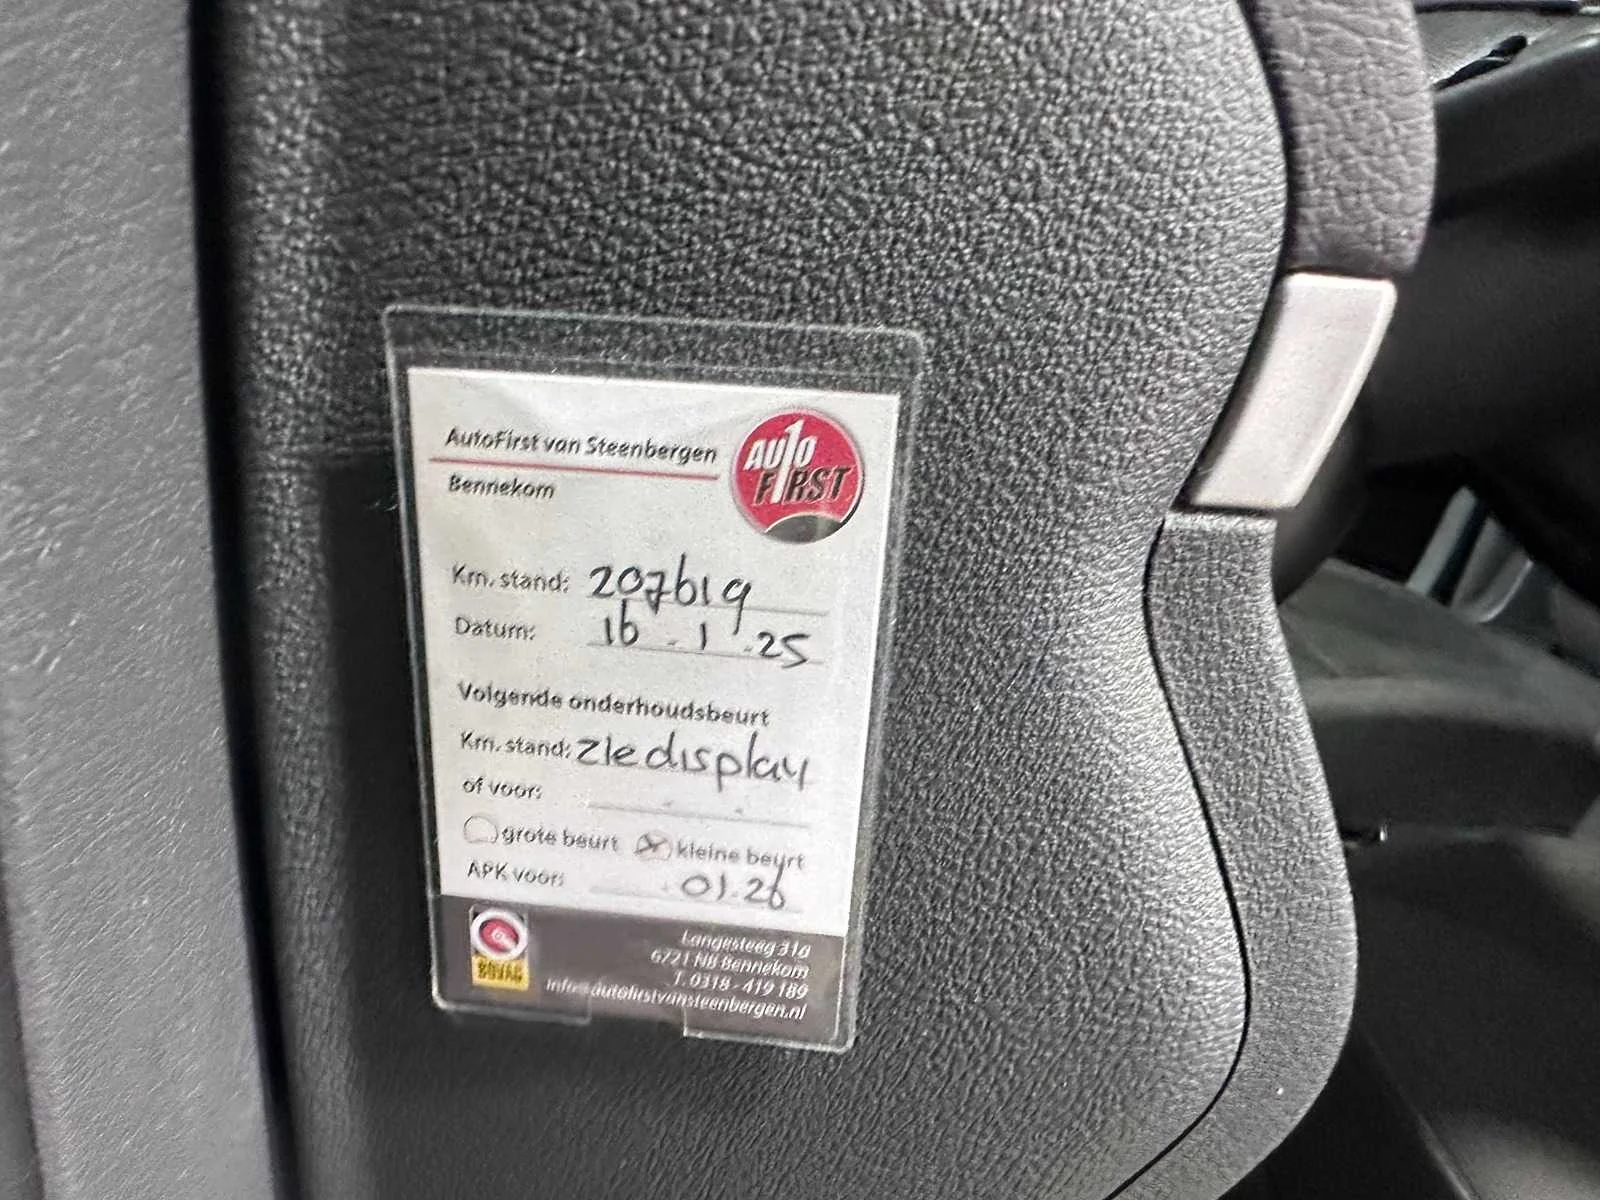 AutoFirst van Steenbergen
Bennekom
AUTO
FIRST
Km. stand: 207619
Datum: 16 - 1 - 25
Volgende onderhoudsbeurt
Km. stand: Zie display
of voor:
grote beurt kleine beurt
APK voor: 01-26
BOVAG
Langesteeg 31a
6721 NB Bennekom
T. 0318 - 419 189
info@autofirstvansteenbergen.nl